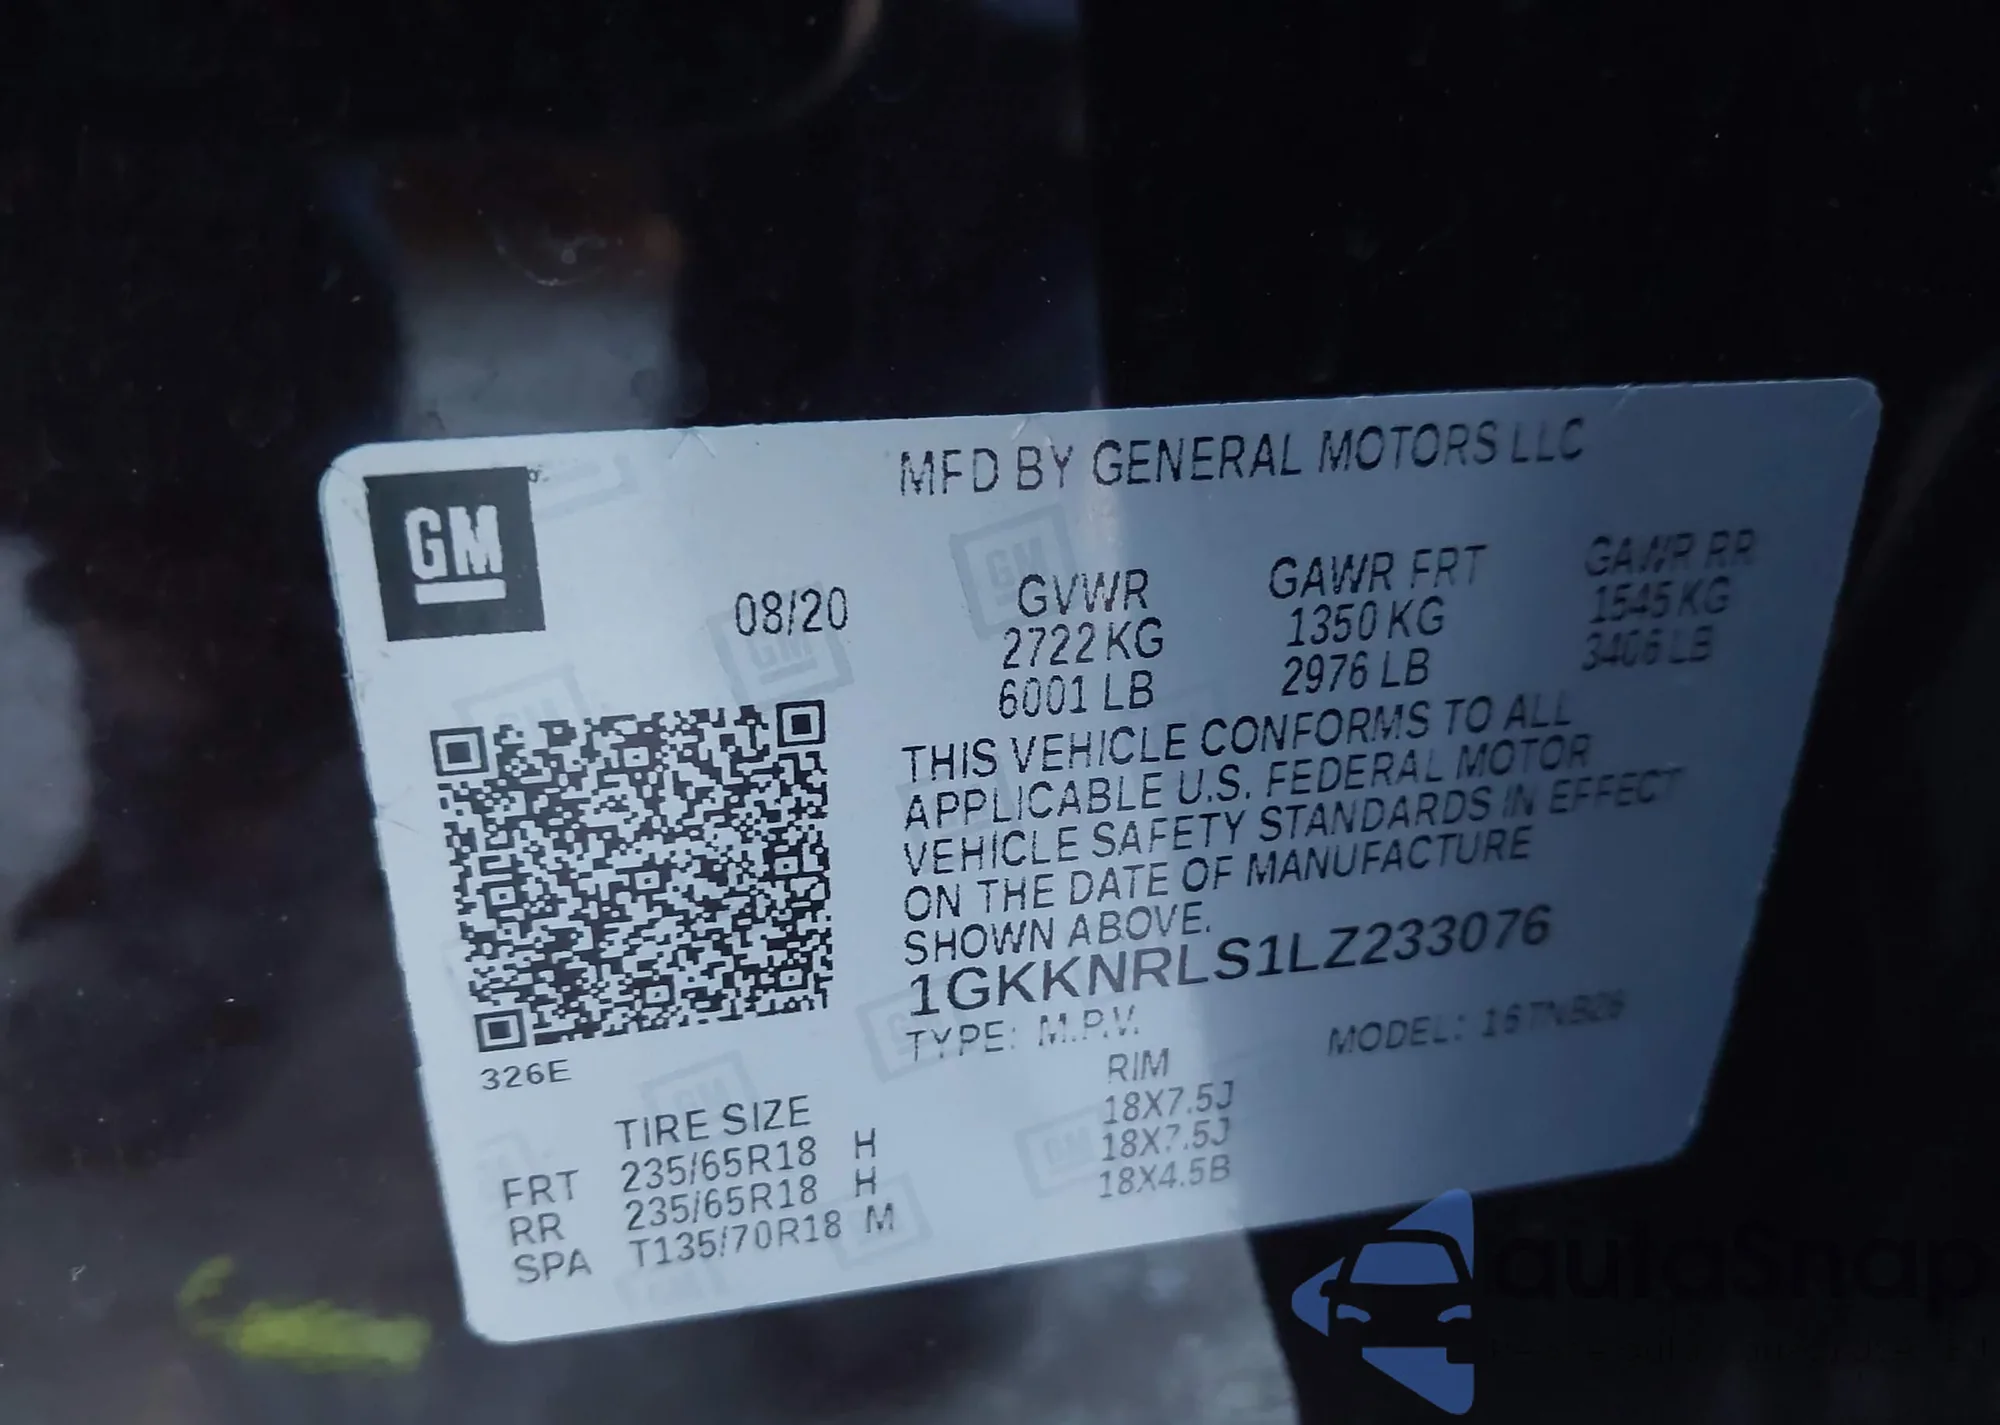 GM
MFD BY GENERAL MOTORS LLC
08/20
GVWR GAWR FRT GAWR RR
2722 KG 1350 KG 1545 KG
6001 LB 2976 LB 3406 LB
THIS VEHICLE CONFORMS TO ALL
APPLICABLE U.S. FEDERAL MOTOR
VEHICLE SAFETY STANDARDS IN EFFECT
ON THE DATE OF MANUFACTURE
SHOWN ABOVE.
1GKKNRLS1LZ233076
TYPE: M.P.V. MODEL: 167NB26
326E
TIRE SIZE RIM
FRT 235/65R18 H 18X7.5J
RR 235/65R18 H 18X7.5J
SPA T135/70R18 M 18X4.5B
autosnap